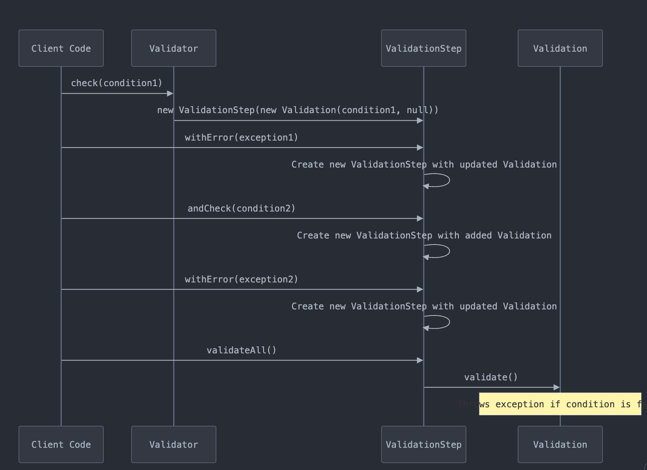 Client Code
Validator
ValidationStep
Validation
check(condition1)
new ValidationStep(new Validation(condition1, null))
withError(exception1)
Create new ValidationStep with updated Validation
andCheck(condition2)
Create new ValidationStep with added Validation
withError(exception2)
Create new ValidationStep with updated Validation
validateAll()
validate()
ws exception if condition is f
Client Code
Validator
ValidationStep
Validation